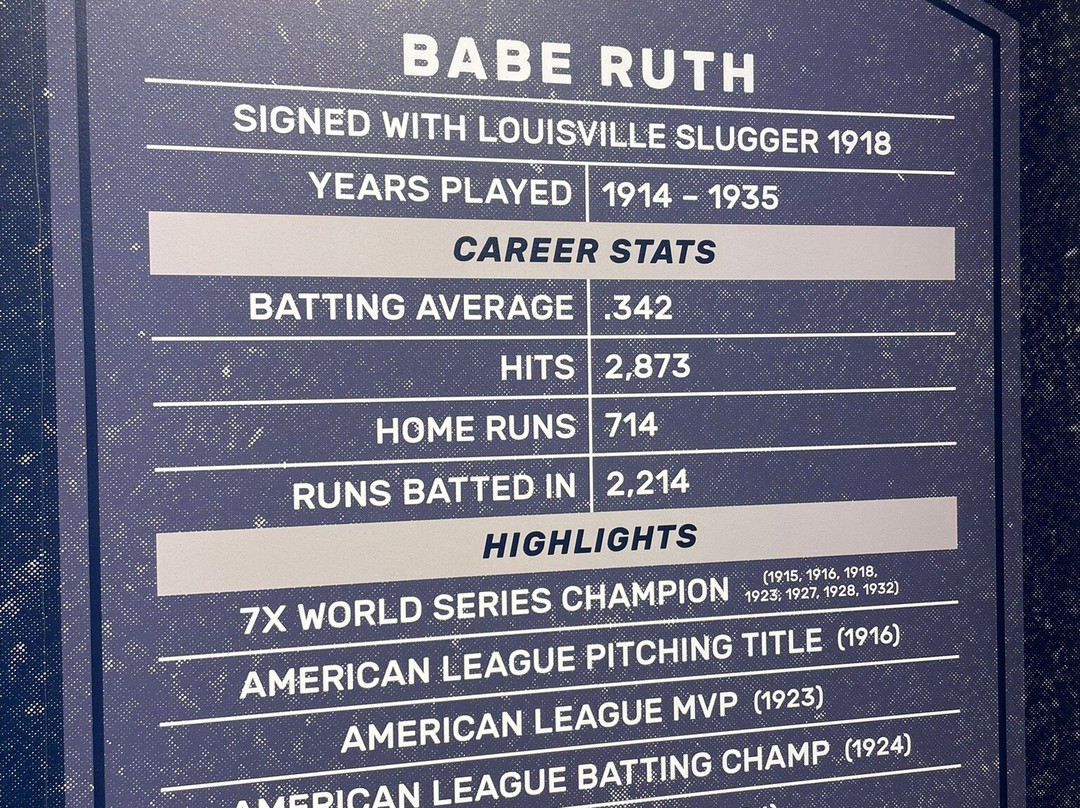 BABE RUTH
SIGNED WITH LOUISVILLE SLUGGER 1918
YEARS PLAYED 1914 – 1935
CAREER STATS
BATTING AVERAGE .342
HITS 2,873
HOME RUNS 714
RUNS BATTED IN 2,214
HIGHLIGHTS
7X WORLD SERIES CHAMPION (1915, 1916, 1918,
1923, 1927, 1928, 1932)
AMERICAN LEAGUE PITCHING TITLE (1916)
AMERICAN LEAGUE MVP (1923)
AMERICAN LEAGUE BATTING CHAMP (1924)